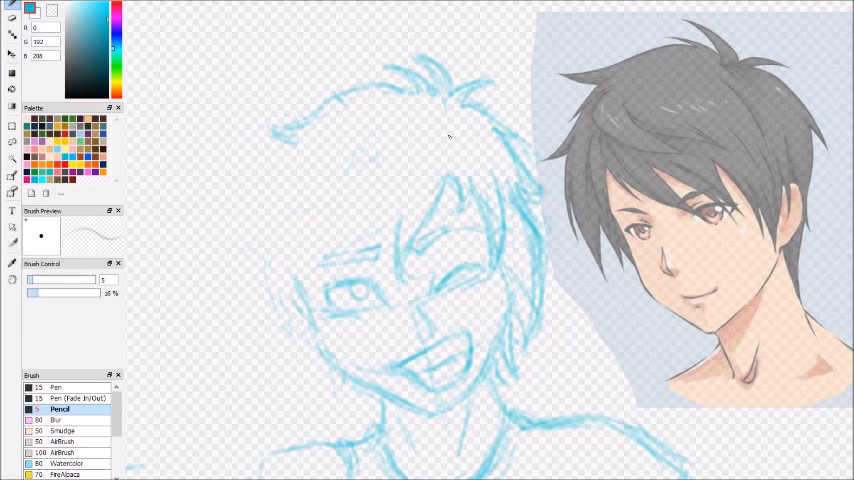 R: 0
G: 192
B: 208
Palette
Brush Preview
Brush Control
5
16 %
Brush
15 Pen
15 Pen (Fade In/Out)
5 Pencil
80 Blur
50 Smudge
50 AirBrush
100 AirBrush
80 Watercolor
70 FireAlpaca